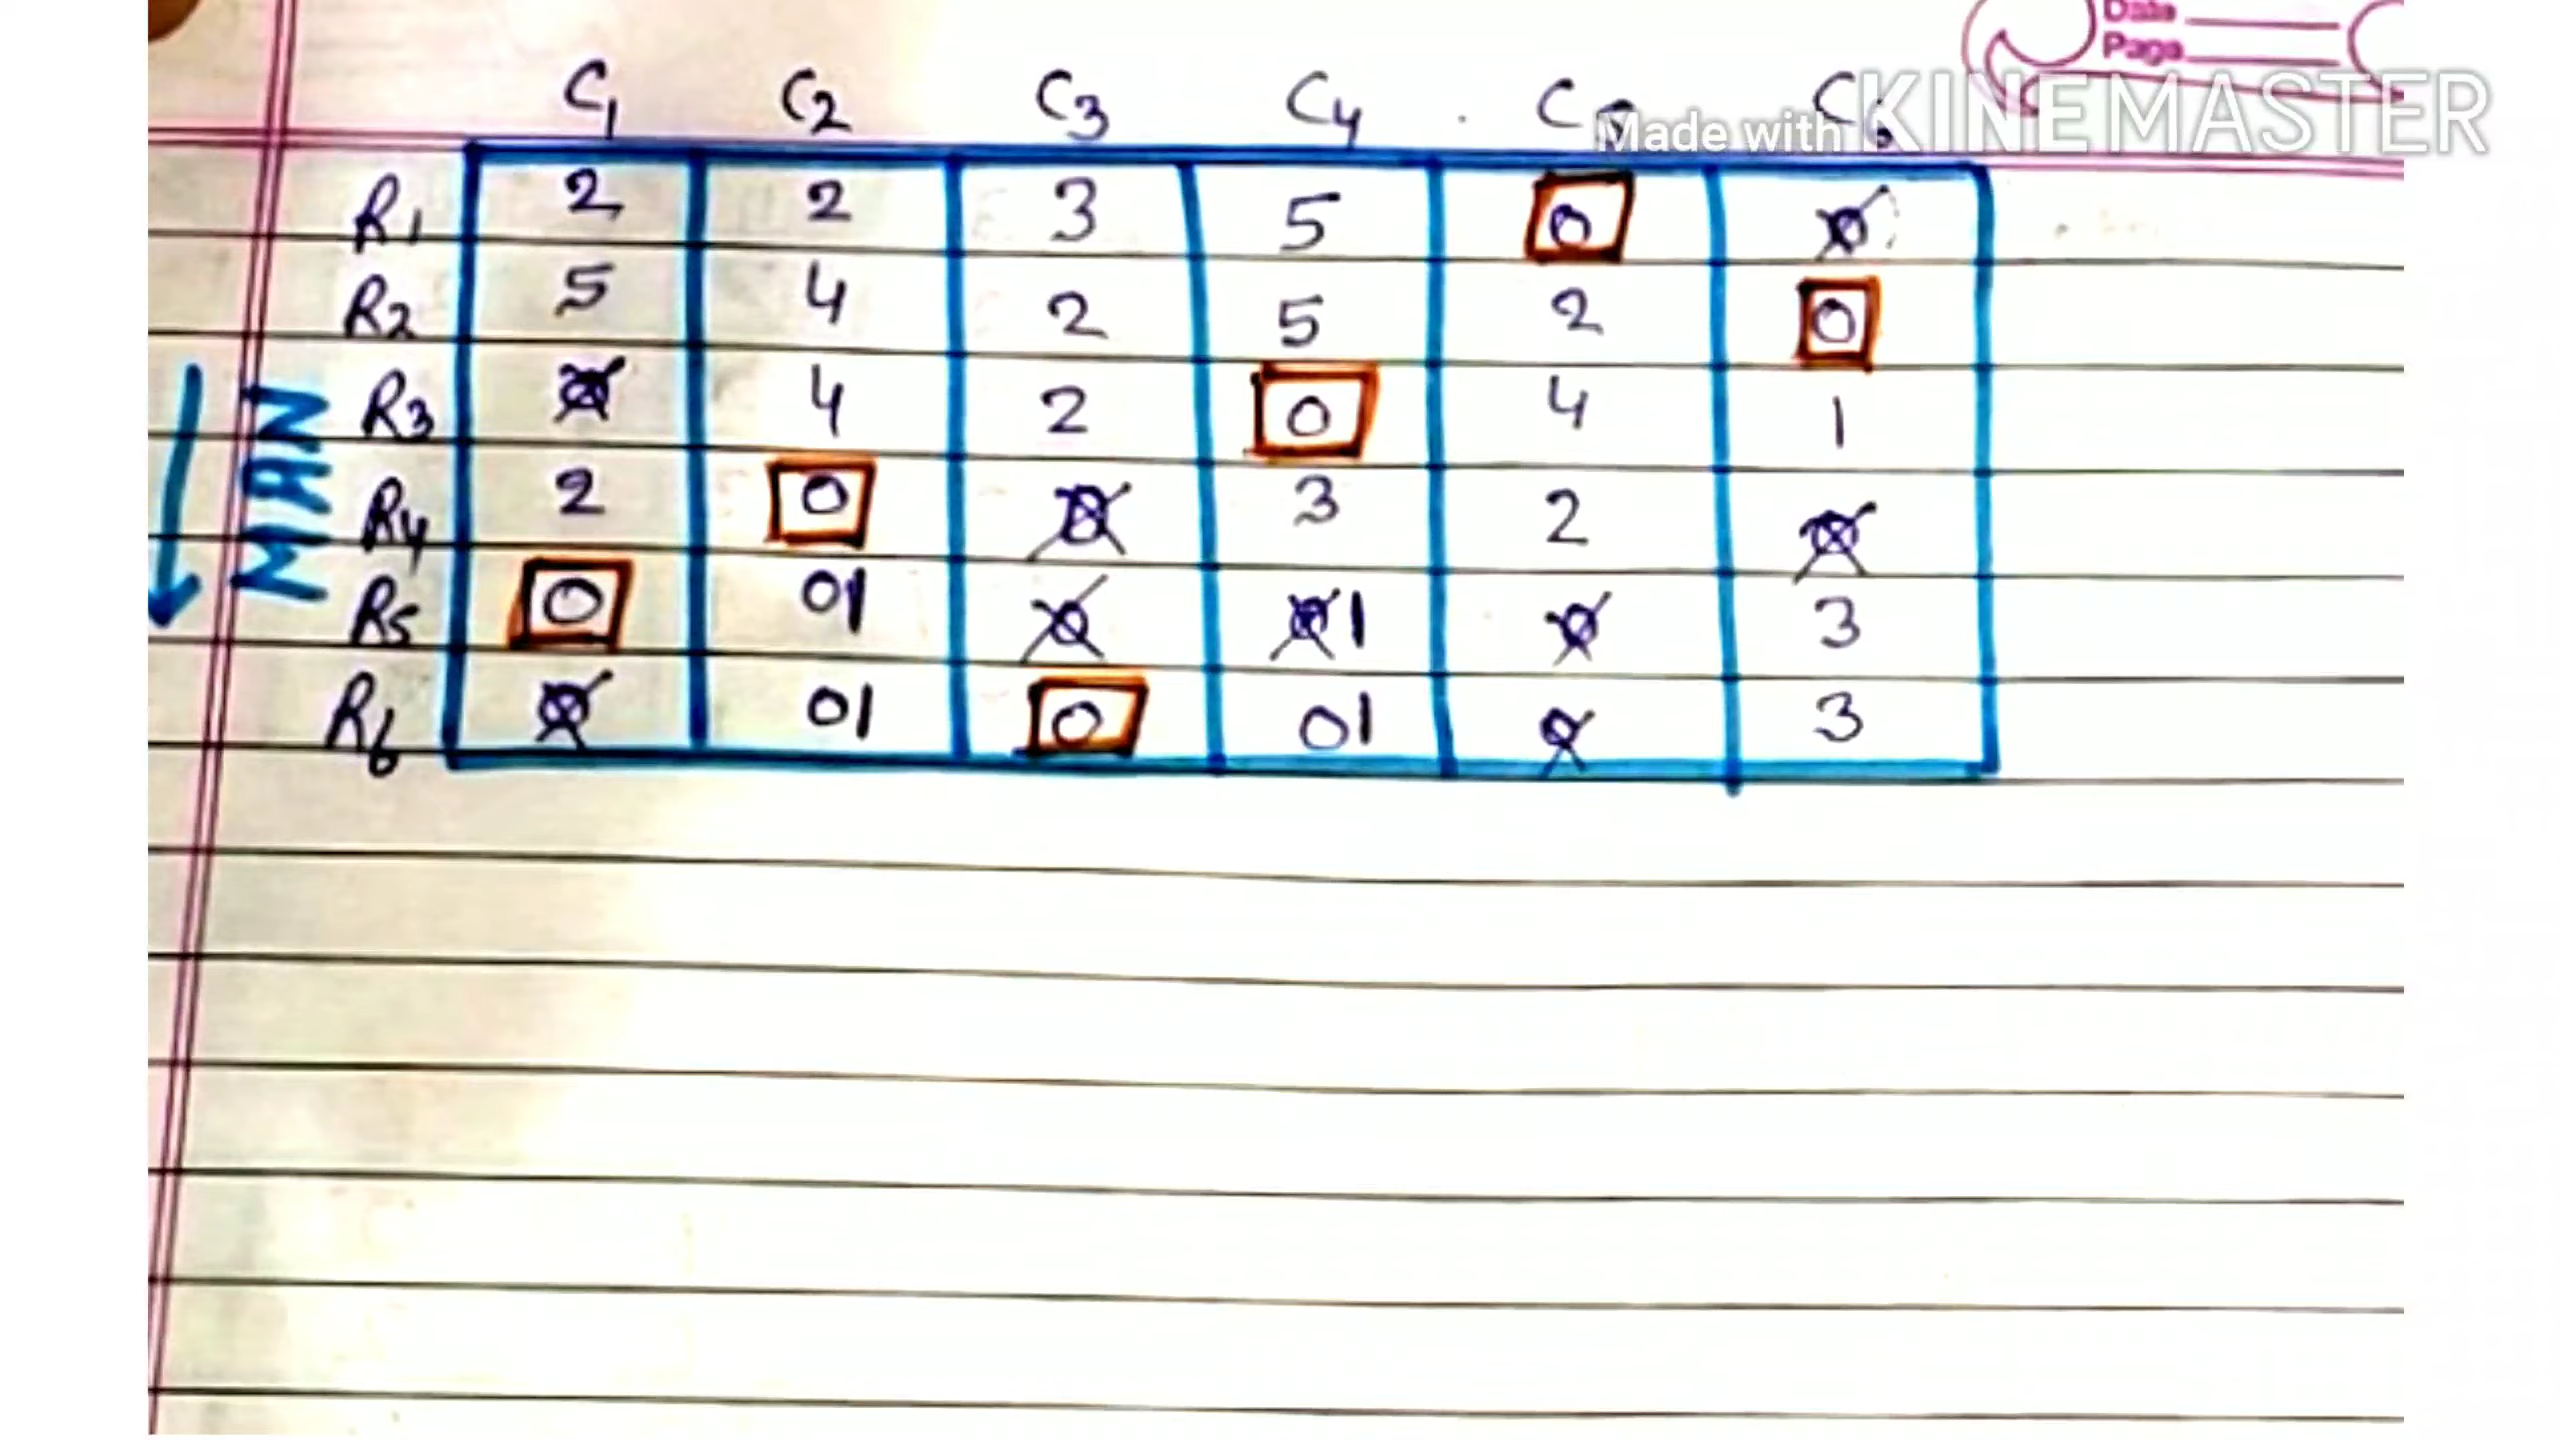 Date
Page
C1 C2 C3 C4 C5 C6
Made with KINEMASTER
R1 2 2 3 5 0 0
R2 5 4 2 5 2 0
R3 0 4 2 0 4 1
R4 2 0 0 3 2 0
R5 0 01 0 01 0 3
R6 0 01 0 01 0 3
MAN